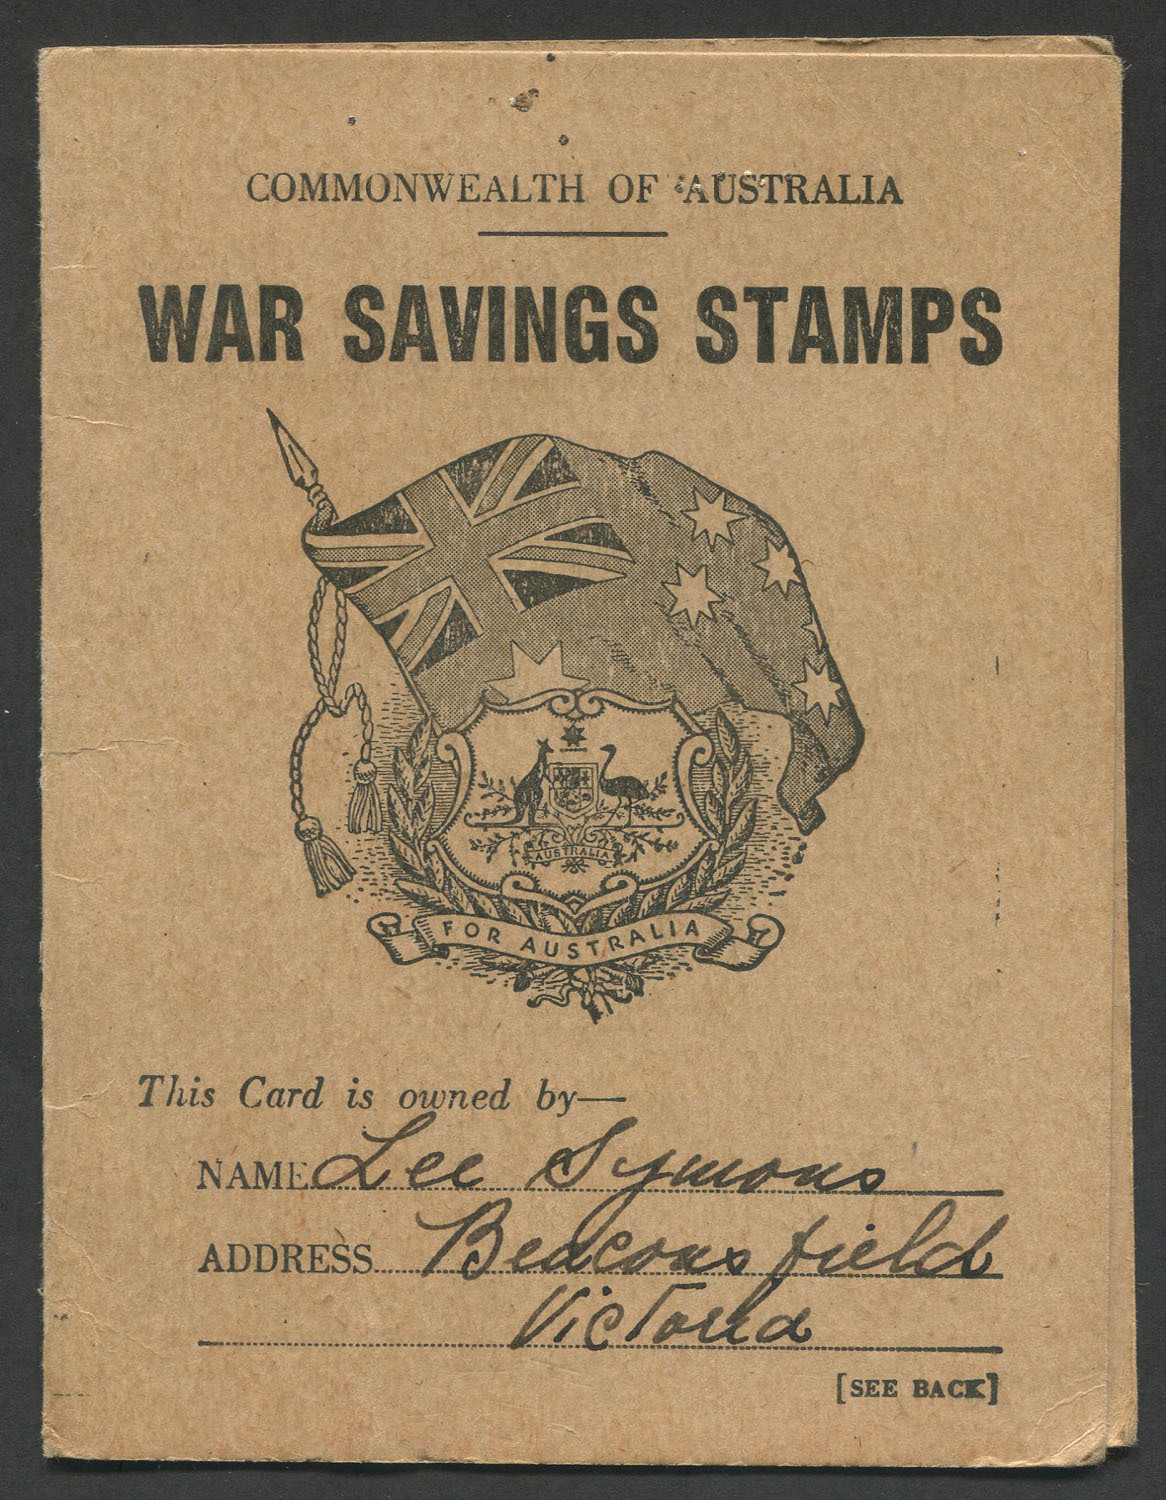 COMMONWEALTH OF AUSTRALIA
WAR SAVINGS STAMPS
AUSTRALIA
FOR AUSTRALIA
This Card is owned by—
NAME Lee Symons
ADDRESS Beaconsfield
Victoria
[SEE BACK]